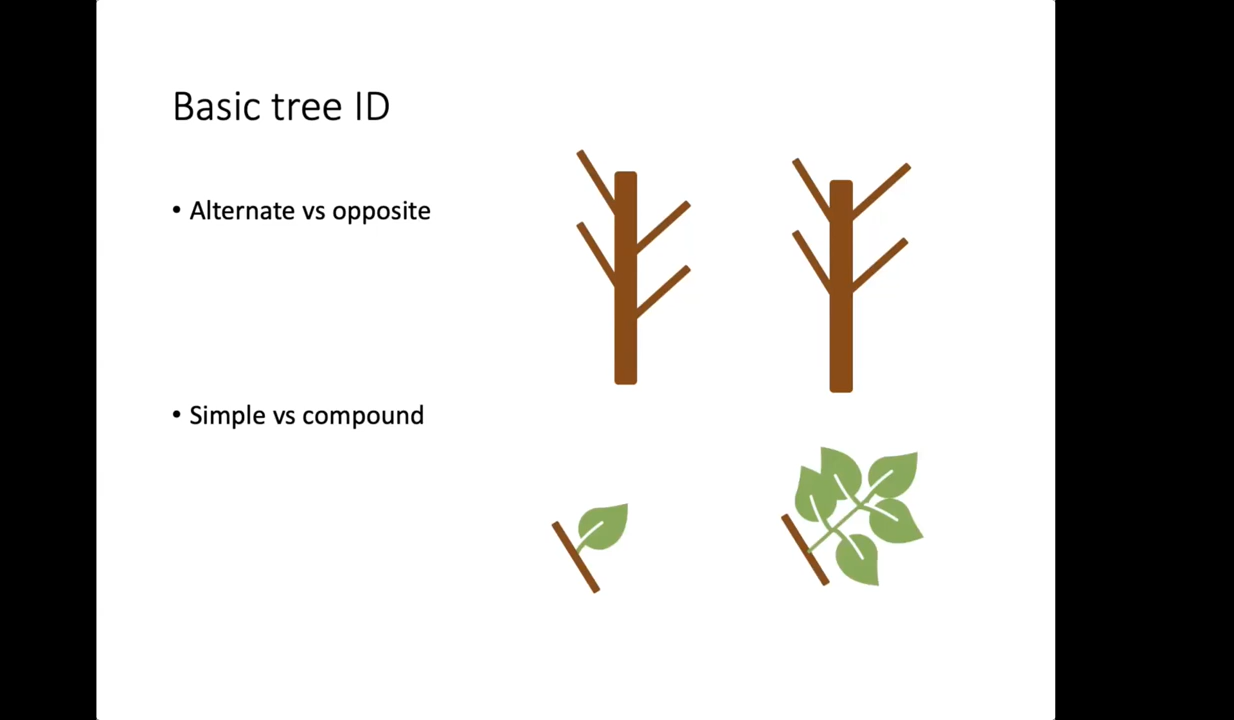 Basic tree ID
• Alternate vs opposite
• Simple vs compound